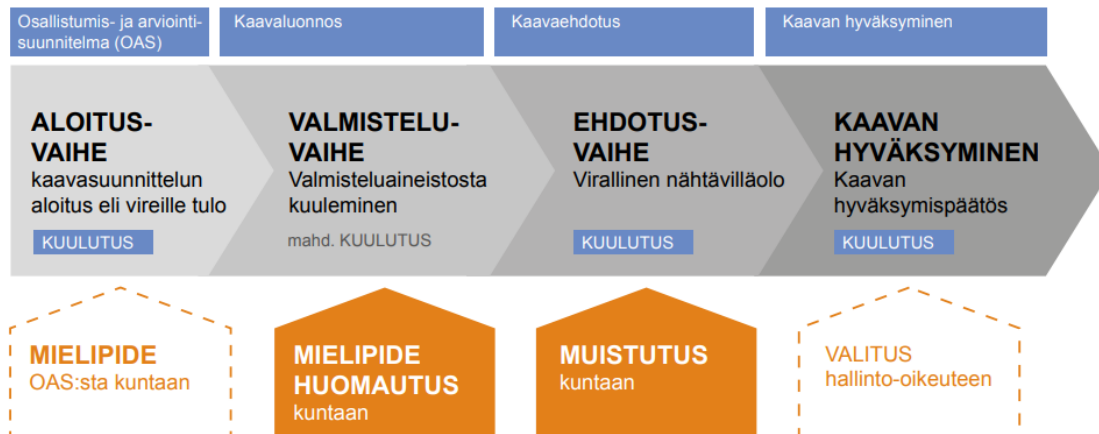 Osallistumis- ja arviointi-
suunnitelma (OAS)
Kaavaluonnos
Kaavaehdotus
Kaavan hyväksyminen
ALOITUS-
VAIHE
kaavasuunnittelun
aloitus eli vireille tulo
KUULUTUS
VALMISTELU-
VAIHE
Valmisteluaineistosta
kuuleminen
mahd. KUULUTUS
EHDOTUS-
VAIHE
Virallinen nähtävilläolo
KUULUTUS
KAAVAN
HYVÄKSYMINEN
Kaavan
hyväksymispäätös
KUULUTUS
MIELIPIDE
OAS:sta kuntaan
MIELIPIDE
HUOMAUTUS
kuntaan
MUISTUTUS
kuntaan
VALITUS
hallinto-oikeuteen